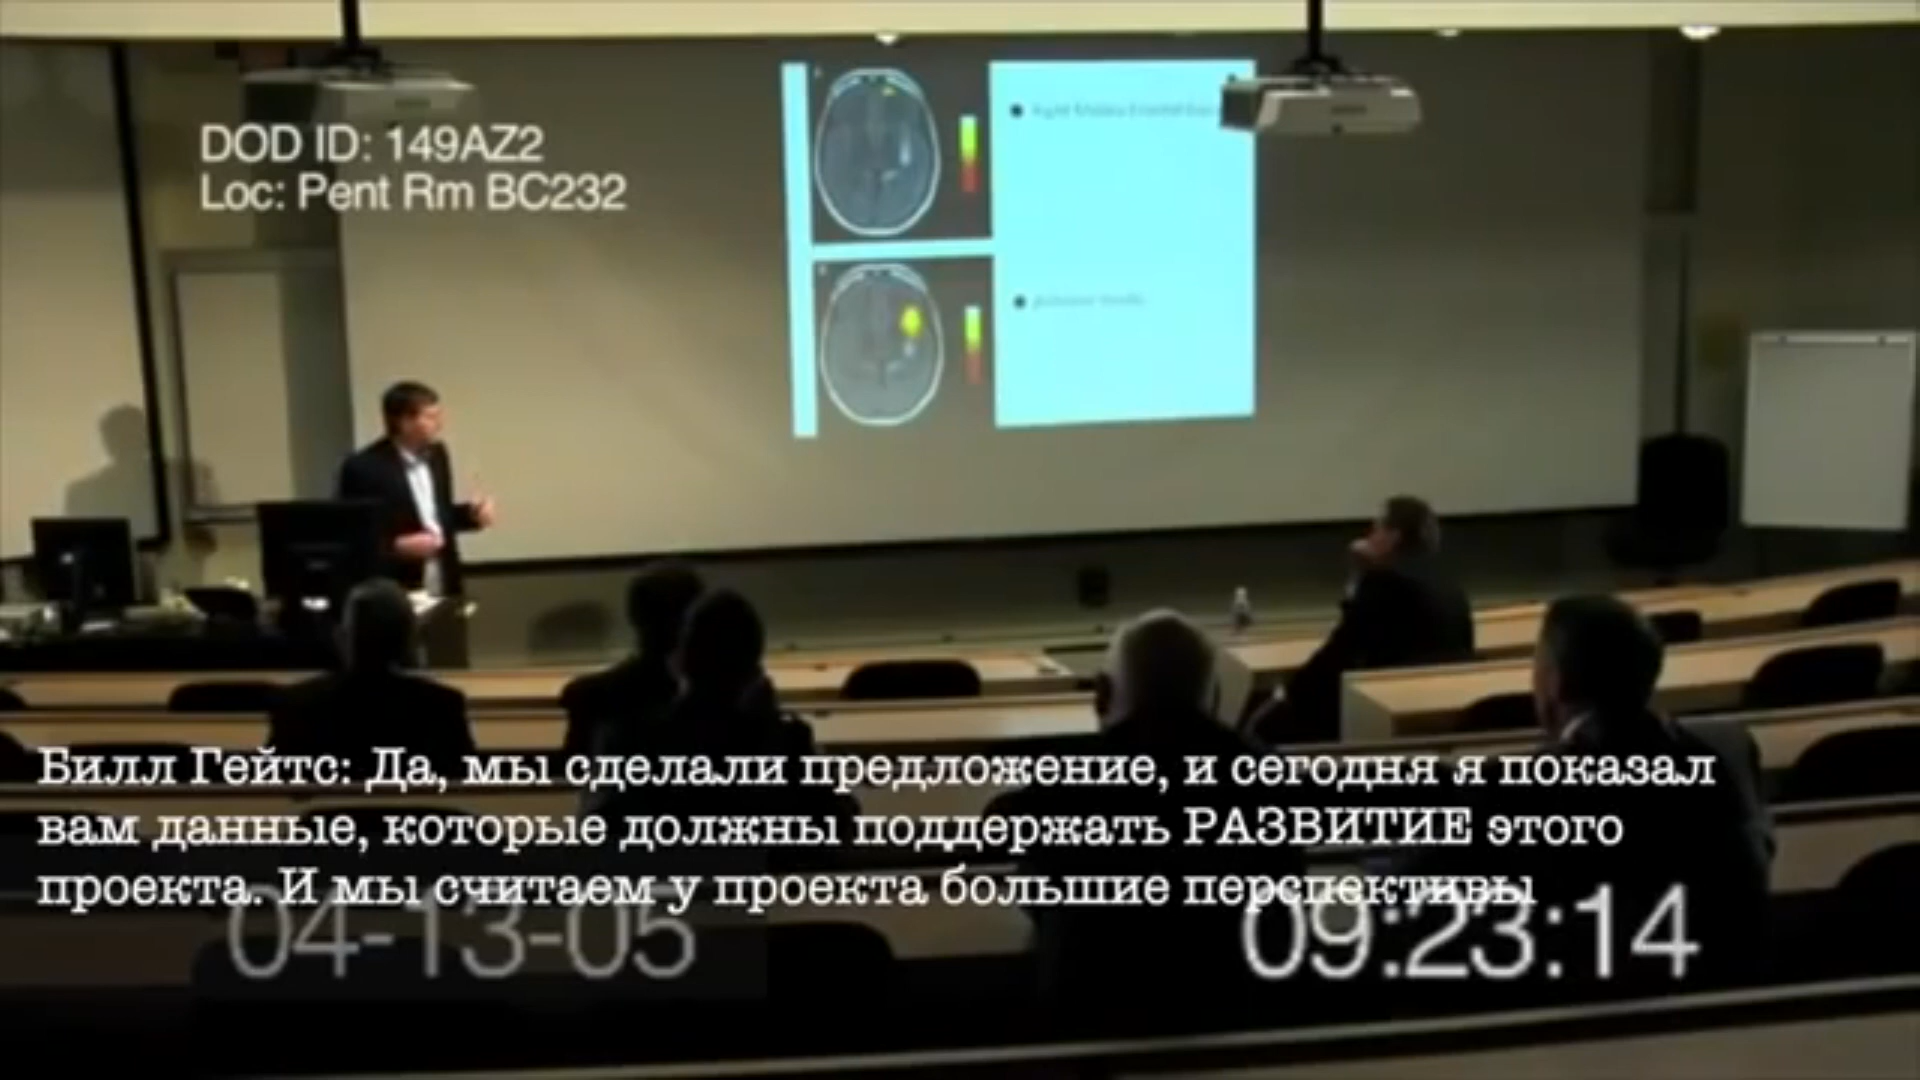 DOD ID: 149AZ2
Loc: Pent Rm BC232
Билл Гейтс: Да, мы сделали предложение, и сегодня я показал
вам данные, которые должны поддержать РАЗВИТИЕ этого
проекта. И мы считаем у проекта большие перспективы
04-13-05
09:23:14